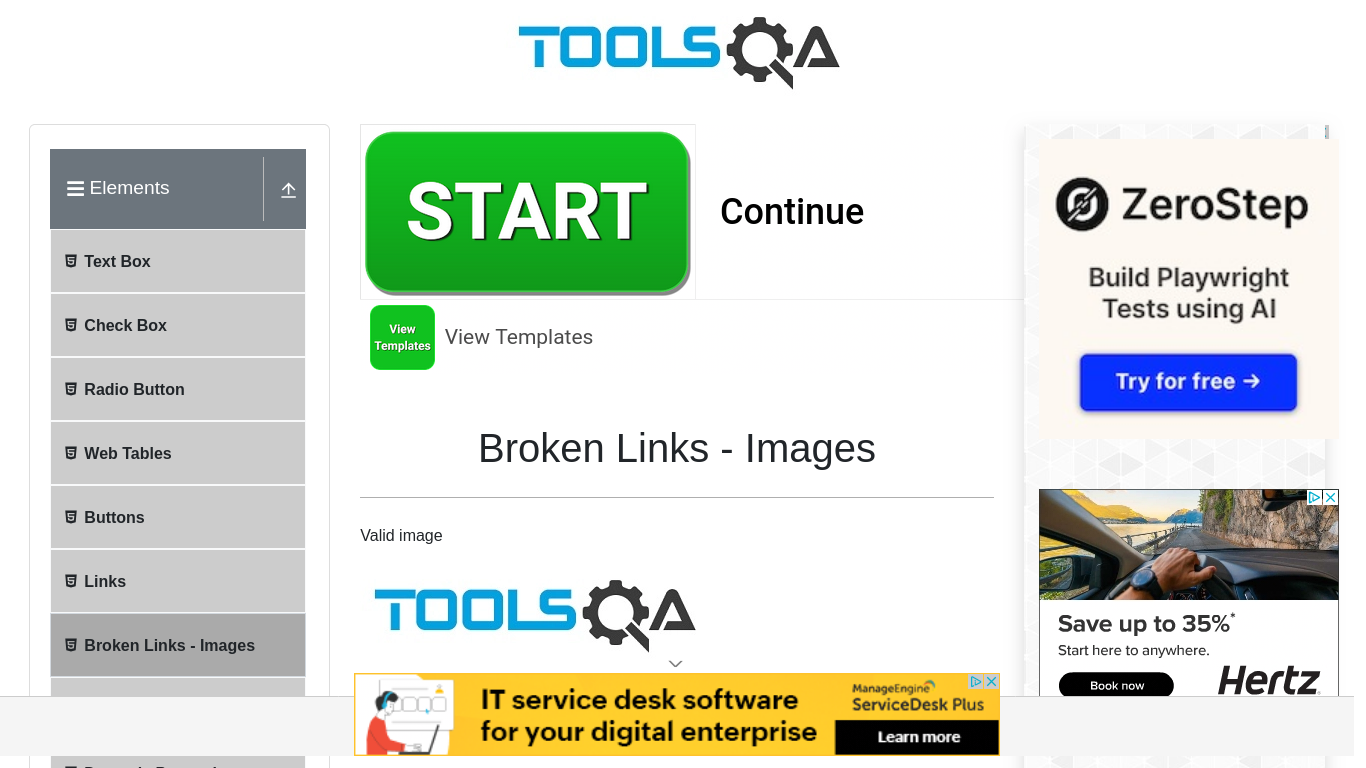 TOOLSQA
Elements
Text Box
Check Box
Radio Button
Web Tables
Buttons
Links
Broken Links - Images
START
Continue
View
Templates
View Templates
Broken Links - Images
Valid image
TOOLSQA
ZeroStep
Build Playwright
Tests using AI
Try for free →
Save up to 35%*
Start here to anywhere.
Book now
Hertz
IT service desk software
for your digital enterprise
ManageEngine
ServiceDesk Plus
Learn more